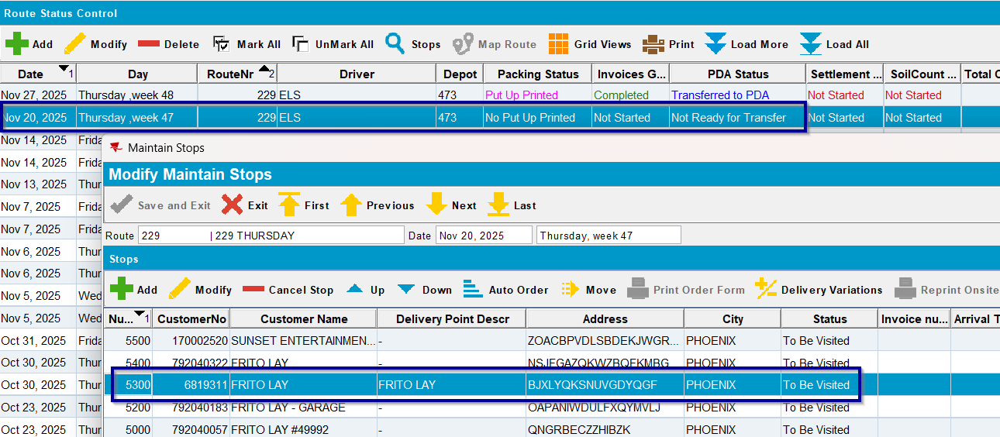 Route Status Control
Add Modify Delete Mark All UnMark All Stops Map Route Grid Views Print Load More Load All
Date 1 Day RouteNr 2 Driver Depot Packing Status Invoices G... PDA Status Settlement ... SoilCount ... Total C
Nov 27, 2025 Thursday ,week 48 229 ELS 473 Put Up Printed Completed Transferred to PDA Not Started Not Started
Nov 20, 2025 Thursday ,week 47 229 ELS 473 No Put Up Printed Not Started Not Ready for Transfer Not Started Not Started
Nov 14, 2025 Frida
Nov 14, 2025 Frida
Nov 13, 2025 Thur
Nov 7, 2025 Frida
Nov 7, 2025 Frida
Nov 6, 2025 Thur
Nov 6, 2025 Thur
Nov 5, 2025 Wed
Nov 5, 2025 Wed
Oct 31, 2025 Frida
Oct 30, 2025 Thur
Oct 30, 2025 Thur
Oct 23, 2025 Thur
Oct 23, 2025 Thur
Maintain Stops
Modify Maintain Stops
Save and Exit Exit First Previous Next Last
Route 229 | 229 THURSDAY Date Nov 20, 2025 Thursday, week 47
Stops
Add Modify Cancel Stop Up Down Auto Order Move Print Order Form Delivery Variations Reprint Onsite
Nu... 1 CustomerNo Customer Name Delivery Point Descr Address City Status Invoice nu... Arrival T
5500 170002520 SUNSET ENTERTAINMEN... - ZOACBPVDLSBDEKJWGR... PHOENIX To Be Visited
5400 792040322 FRITO LAY - NSJEGAZQKWZBQFKMBG PHOENIX To Be Visited
5300 6819311 FRITO LAY FRITO LAY BJXLYQKSNUVGDYQGF PHOENIX To Be Visited
5200 792040183 FRITO LAY - GARAGE - OAPANIWDULFXQYMVLJ PHOENIX To Be Visited
5000 792040057 FRITO LAY #49992 - QNGRBECZZHIBZK PHOENIX To Be Visited